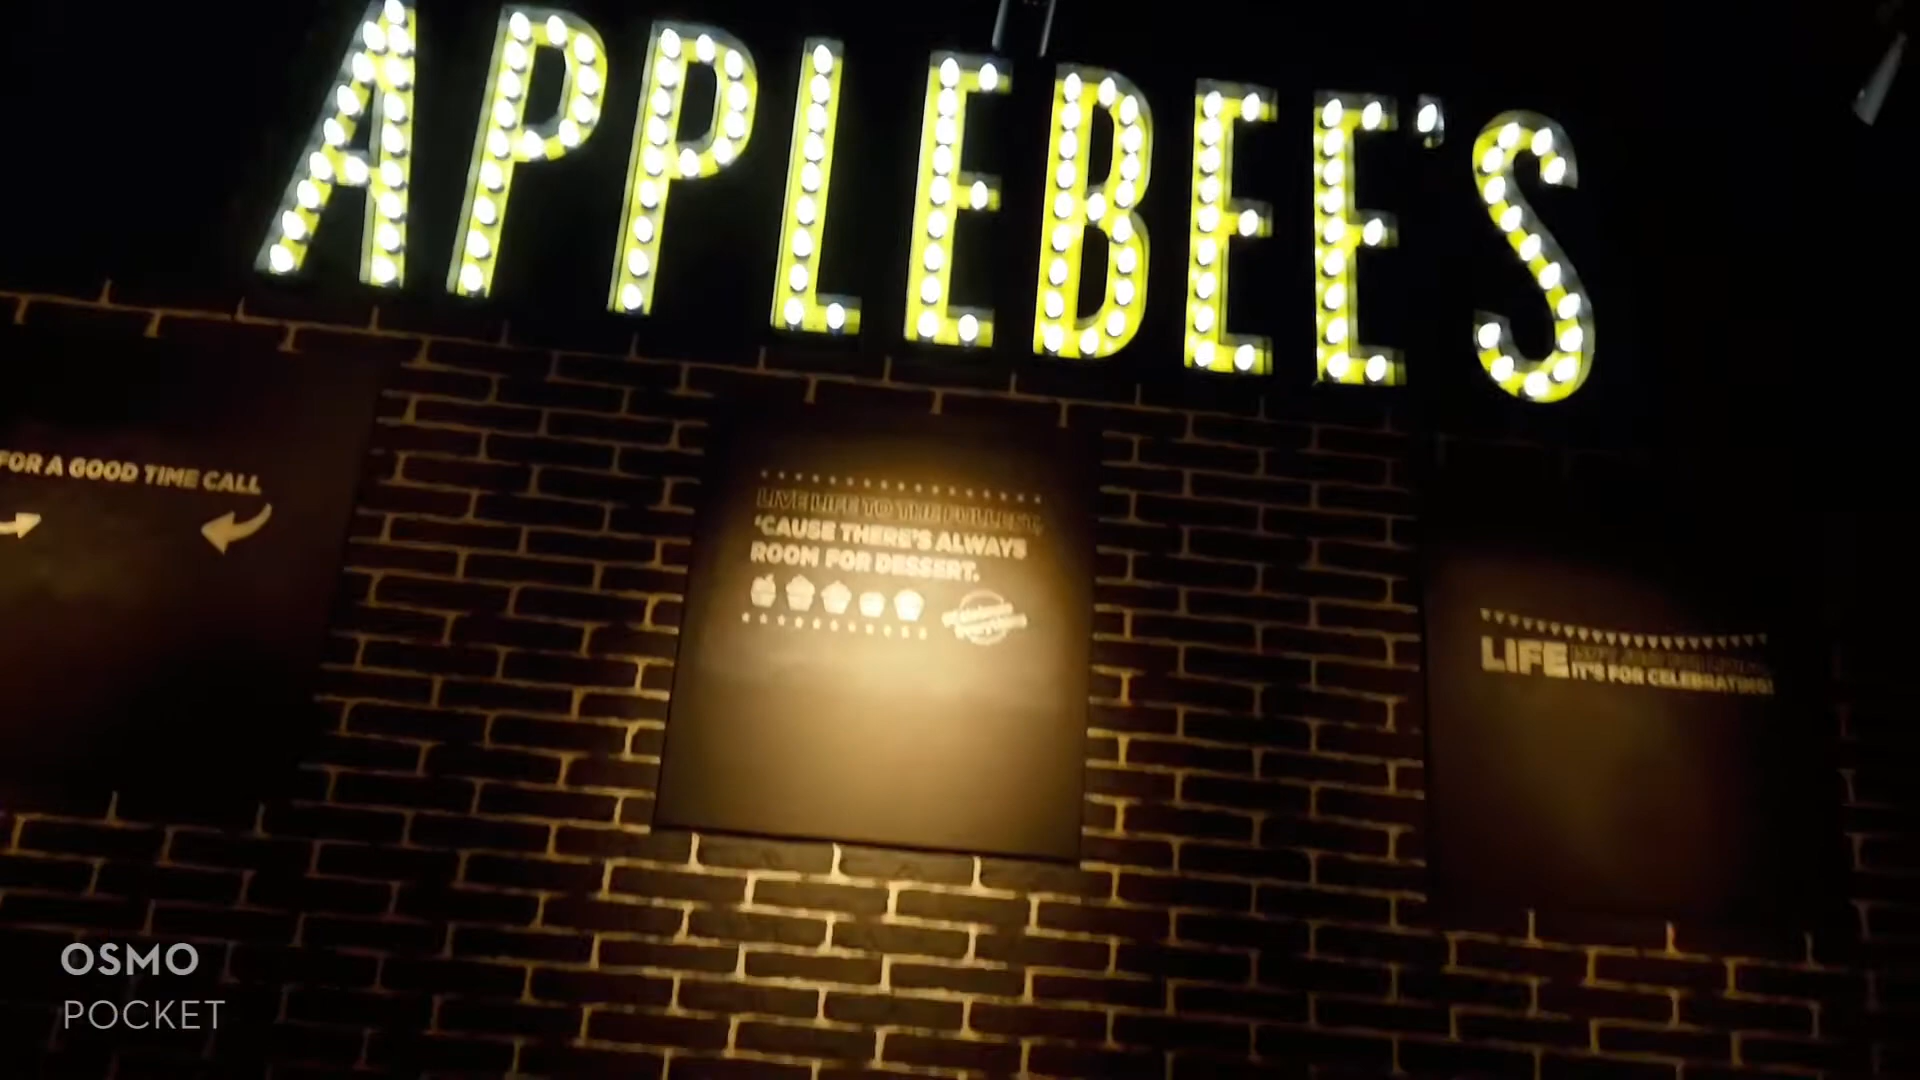 APPLEBEE'S
FOR A GOOD TIME CALL
LIVE LIFE TO THE FULLEST,
'CAUSE THERE'S ALWAYS
ROOM FOR DESSERT.
LIFE
IT'S FOR CELEBRATING!
OSMO
POCKET